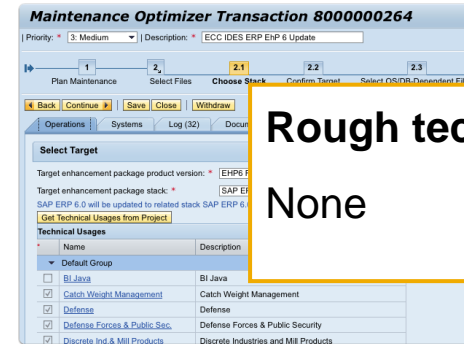 Maintenance Optimizer Transaction 8000000264
| Priority: * 3: Medium | Description: * ECC IDES ERP EhP 6 Update
1 2 2.1 2.2 2.3
Plan Maintenance Select Files Choose Stack Confirm Target Select OS/DB-Dependent
Back Continue | Save Close | Withdraw
Operations Systems Log (32)
Rough
None
Select Target
Target enhancement package product version: * EHP6
Target enhancement package stack: * SAP
SAP ERP 6.0 will be updated to related stack SAP ERP 6.
Get Technical Usages from Project
Technical Usages
* Name Description
Default Group
BI Java BI Java
Catch Weight Management Catch Weight Management
Defense Defense
Defense Forces & Public Sec. Defense Forces & Public Security
Discrete Ind.& Mill Products Discrete Industries and Mill Products